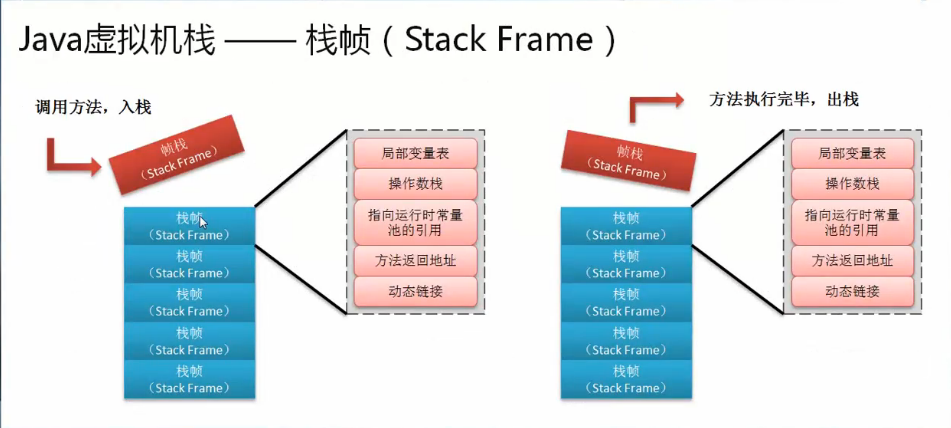 Java虚拟机栈 —— 栈帧（Stack Frame）
调用方法，入栈
帧栈
（Stack Frame）
栈帧
（Stack Frame）
栈帧
（Stack Frame）
栈帧
（Stack Frame）
栈帧
（Stack Frame）
栈帧
（Stack Frame）
局部变量表
操作数栈
指向运行时常量
池的引用
方法返回地址
动态链接
方法执行完毕，出栈
帧栈
（Stack Frame）
栈帧
（Stack Frame）
栈帧
（Stack Frame）
栈帧
（Stack Frame）
栈帧
（Stack Frame）
栈帧
（Stack Frame）
局部变量表
操作数栈
指向运行时常量
池的引用
方法返回地址
动态链接